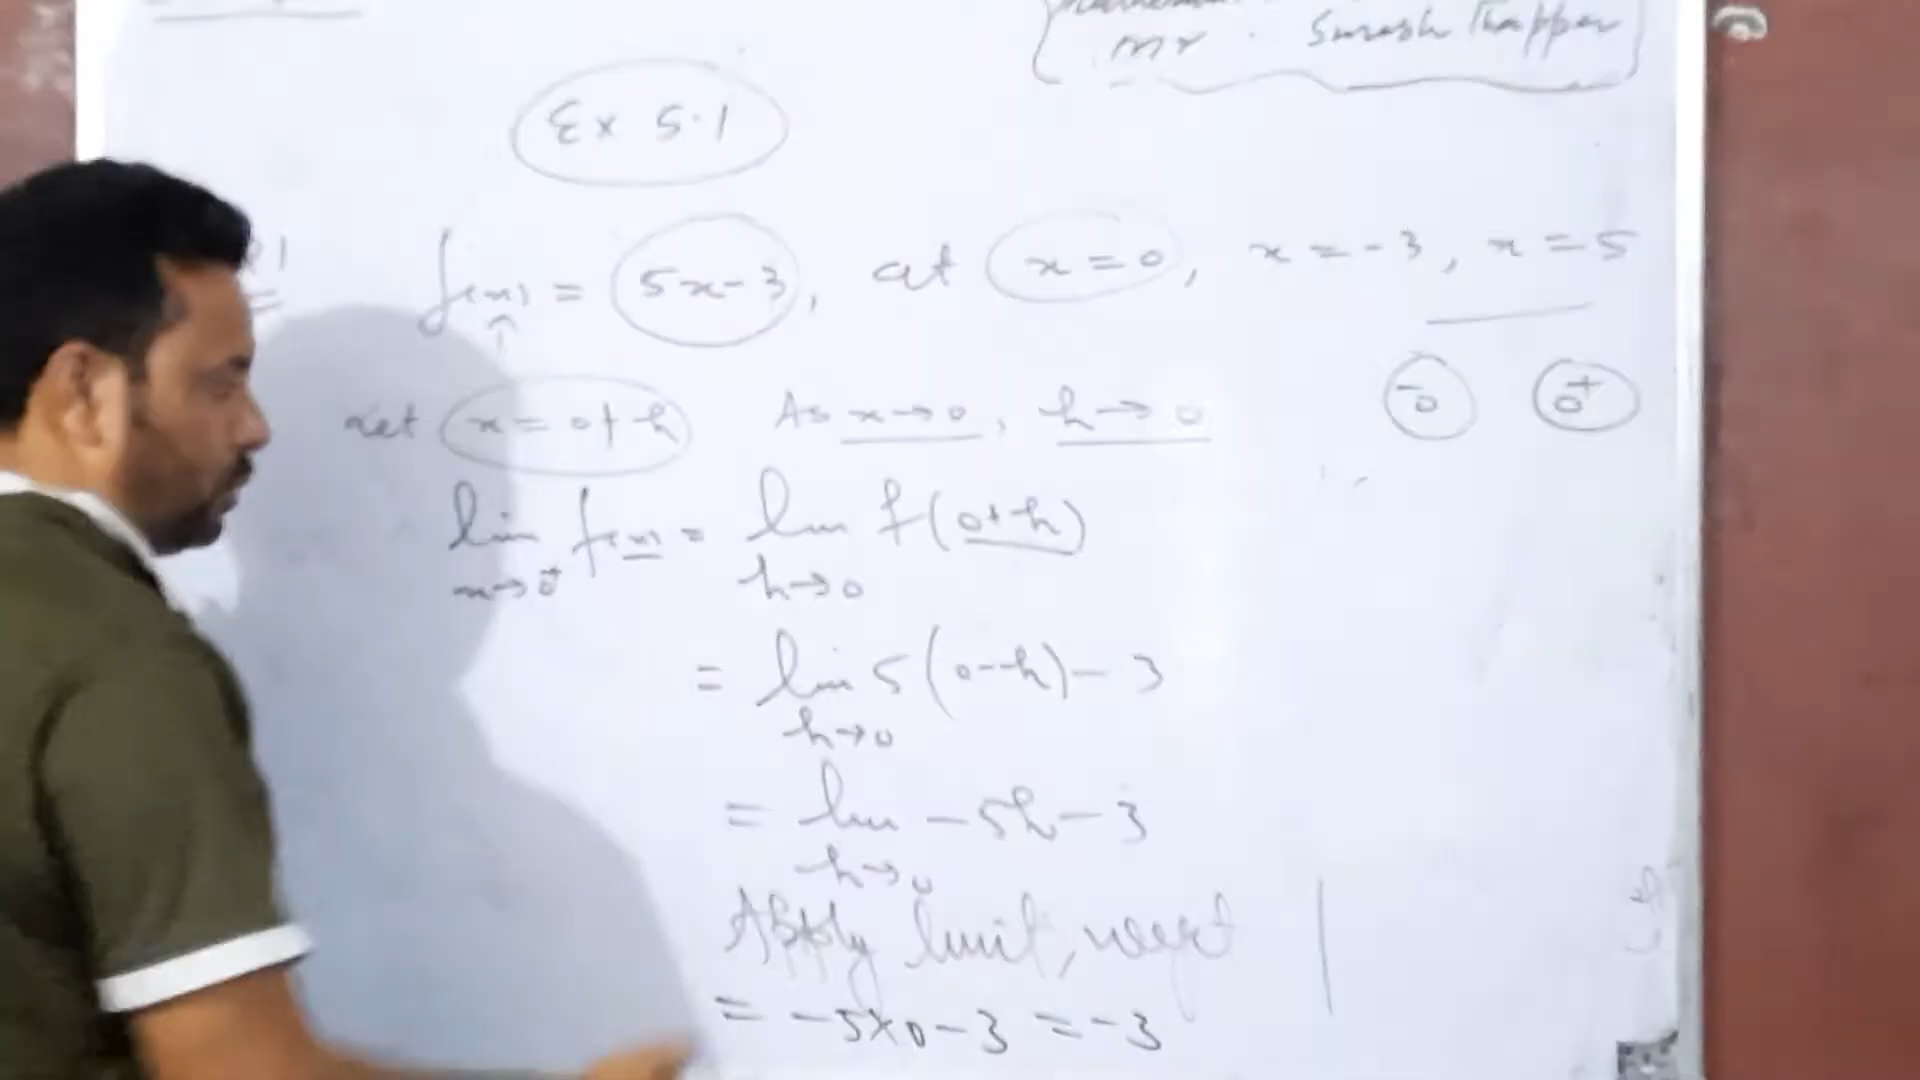 Mr. Suresh Thapper
Ex 5.1
f(x) = 5x-3, at x=0, x=-3, x=5
Let x=0+h As x→0, h→0
-0 0+
lim f(x) = lim f(0+h)
x→0+ h→0
= lim 5(0-h)-3
h→0
= lim -5h-3
h→0
Apply limit, we get
= -5×0-3 = -3